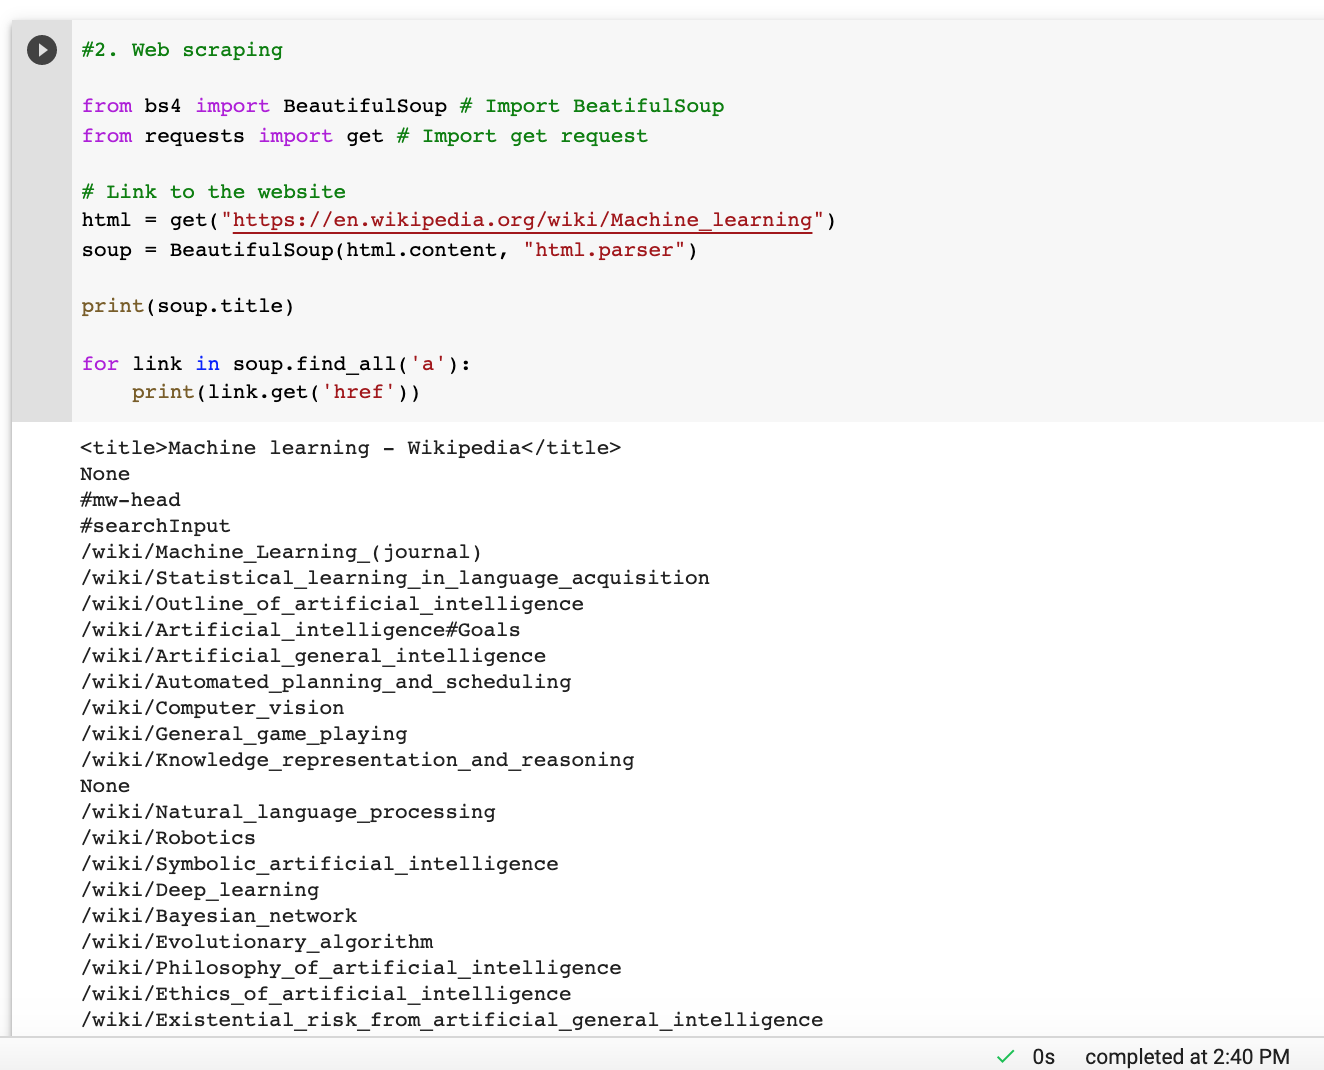 #2. Web scraping
from bs4 import BeautifulSoup # Import BeatifulSoup
from requests import get # Import get request
# Link to the website
html = get("https://en.wikipedia.org/wiki/Machine_learning")
soup = BeautifulSoup(html.content, "html.parser")
print(soup.title)
for link in soup.find_all('a'):
    print(link.get('href'))
<title>Machine learning - Wikipedia</title>
None
#mw-head
#searchInput
/wiki/Machine_Learning_(journal)
/wiki/Statistical_learning_in_language_acquisition
/wiki/Outline_of_artificial_intelligence
/wiki/Artificial_intelligence#Goals
/wiki/Artificial_general_intelligence
/wiki/Automated_planning_and_scheduling
/wiki/Computer_vision
/wiki/General_game_playing
/wiki/Knowledge_representation_and_reasoning
None
/wiki/Natural_language_processing
/wiki/Robotics
/wiki/Symbolic_artificial_intelligence
/wiki/Deep_learning
/wiki/Bayesian_network
/wiki/Evolutionary_algorithm
/wiki/Philosophy_of_artificial_intelligence
/wiki/Ethics_of_artificial_intelligence
/wiki/Existential_risk_from_artificial_general_intelligence
0s completed at 2:40 PM